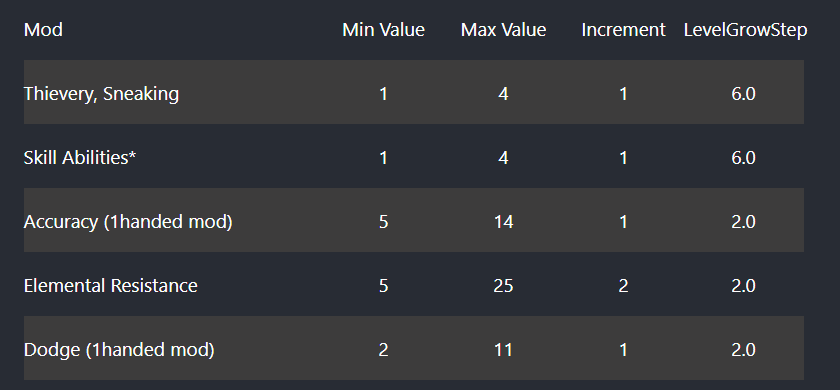 Mod Min Value Max Value Increment LevelGrowStep
Thievery, Sneaking 1 4 1 6.0
Skill Abilities* 1 4 1 6.0
Accuracy (1handed mod) 5 14 1 2.0
Elemental Resistance 5 25 2 2.0
Dodge (1handed mod) 2 11 1 2.0